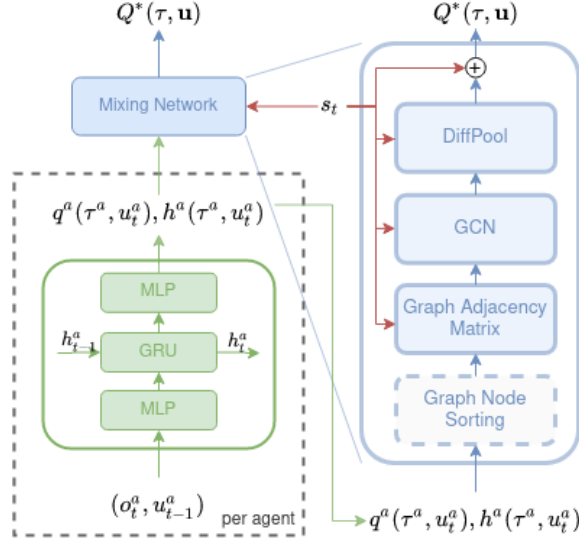 Q*(τ, u)
Q*(τ, u)
Mixing Network
s_t
DiffPool
q^a(τ^a, u_t^a), h^a(τ^a, u_t^a)
GCN
MLP
Graph Adjacency
Matrix
h_{t-1}^a
GRU
h_t^a
MLP
Graph Node
Sorting
(o_t^a, u_{t-1}^a)
per agent
q^a(τ^a, u_t^a), h^a(τ^a, u_t^a)